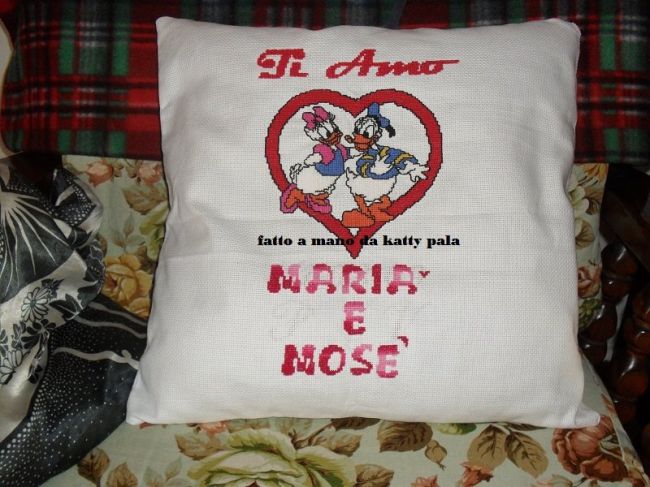 Ti Amo
fatto a mano da katty pala
MARIA
E
MOSE'